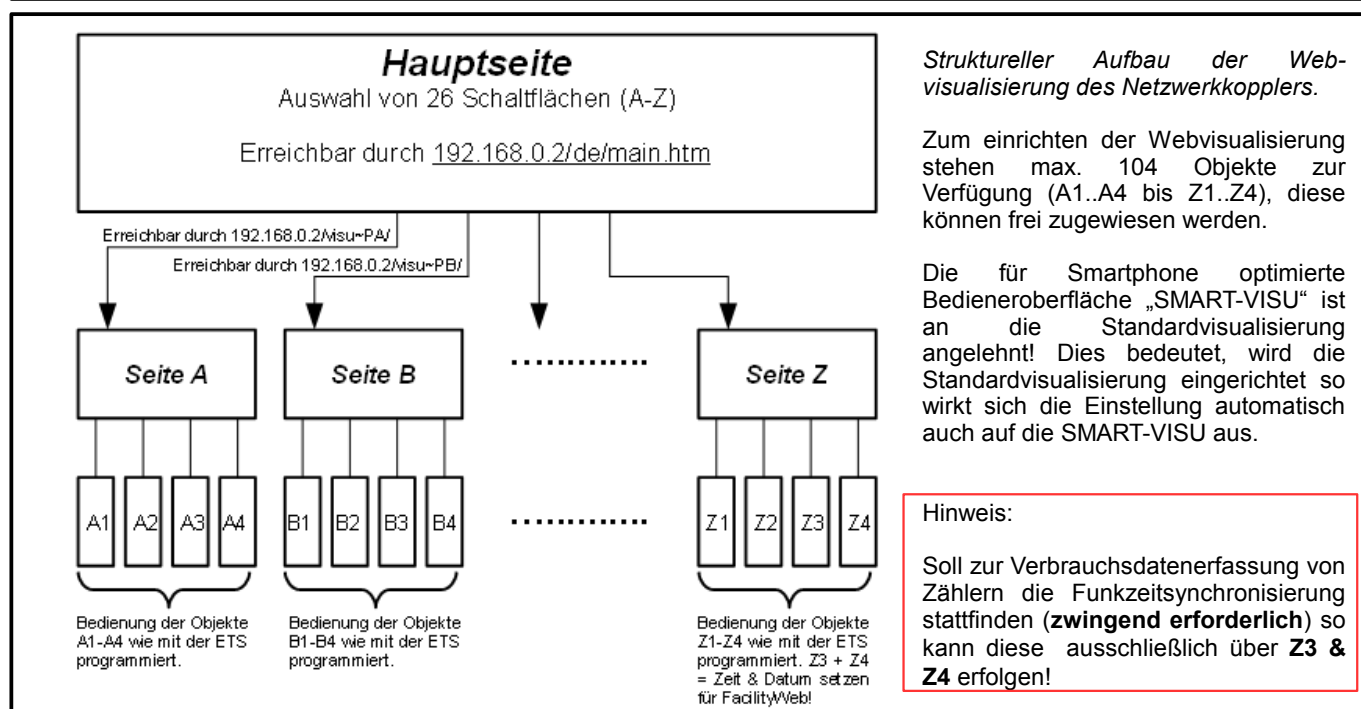 Hauptseite
Auswahl von 26 Schaltflächen (A-Z)
Erreichbar durch 192.168.0.2/de/main.htm
Erreichbar durch 192.168.0.2/visu~PA/
Erreichbar durch 192.168.0.2/visu~PB/
Seite A
Seite B
................
Seite Z
A1 A2 A3 A4
B1 B2 B3 B4
................
Z1 Z2 Z3 Z4
Bedienung der Objekte
A1-A4 wie mit der ETS
programmiert.
Bedienung der Objekte
B1-B4 wie mit der ETS
programmiert.
Bedienung der Objekte
Z1-Z4 wie mit der ETS
programmiert. Z3 + Z4
= Zeit & Datum setzen
für FacilityWeb!
Struktureller Aufbau der Web-
visualisierung des Netzwerkkopplers.
Zum einrichten der Webvisualisierung
stehen max. 104 Objekte zur
Verfügung (A1..A4 bis Z1..Z4), diese
können frei zugewiesen werden.
Die für Smartphone optimierte
Bedieneroberfläche „SMART-VISU“ ist
an die Standardvisualisierung
angelehnt! Dies bedeutet, wird die
Standardvisualisierung eingerichtet so
wirkt sich die Einstellung automatisch
auch auf die SMART-VISU aus.
Hinweis:
Soll zur Verbrauchsdatenerfassung von
Zählern die Funkzeitsynchronisierung
stattfinden (zwingend erforderlich) so
kann diese ausschließlich über Z3 &
Z4 erfolgen!